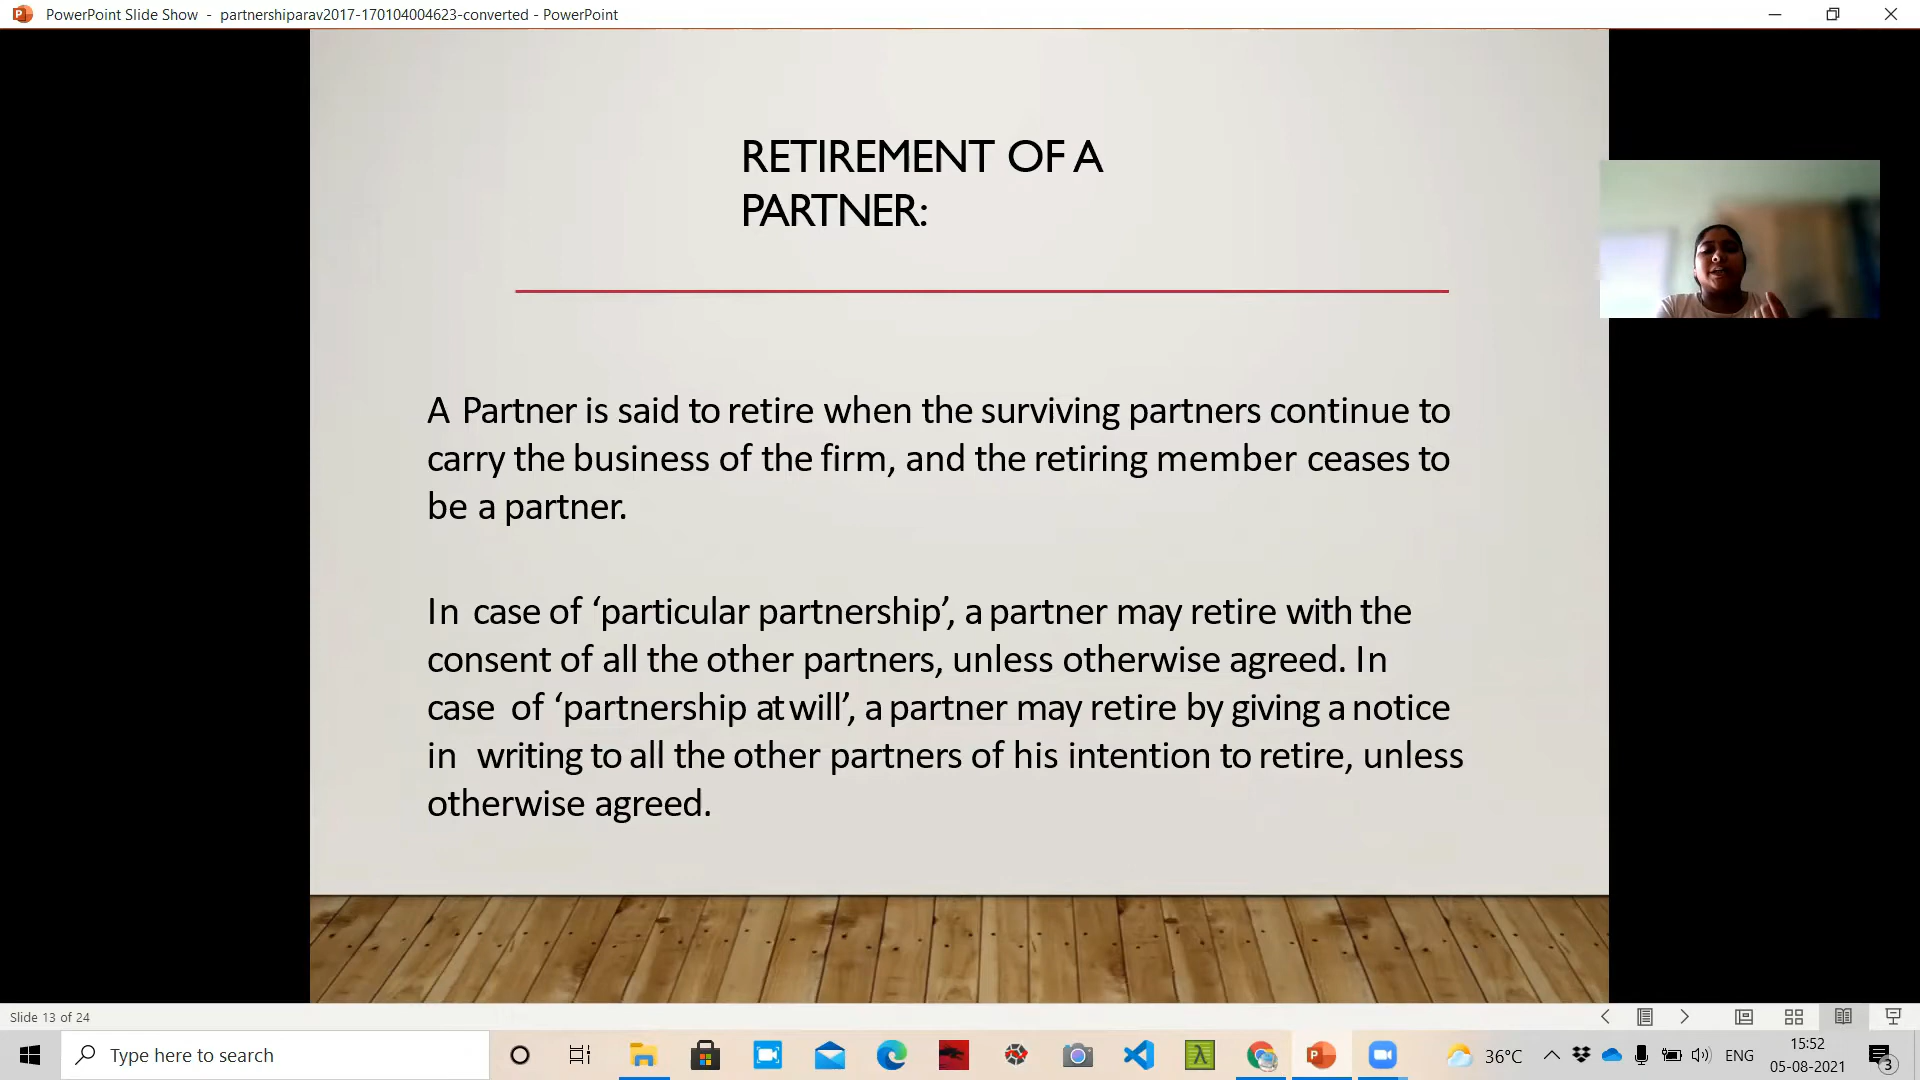 PowerPoint Slide Show - partnershiparav2017-170104004623-converted - PowerPoint
RETIREMENT OF A
PARTNER:
A Partner is said to retire when the surviving partners continue to
carry the business of the firm, and the retiring member ceases to
be a partner.
In case of ‘particular partnership’, a partner may retire with the
consent of all the other partners, unless otherwise agreed. In
case of ‘partnership at will’, a partner may retire by giving a notice
in writing to all the other partners of his intention to retire, unless
otherwise agreed.
Slide 13 of 24
Type here to search
36°C
ENG
15:52
05-08-2021
3